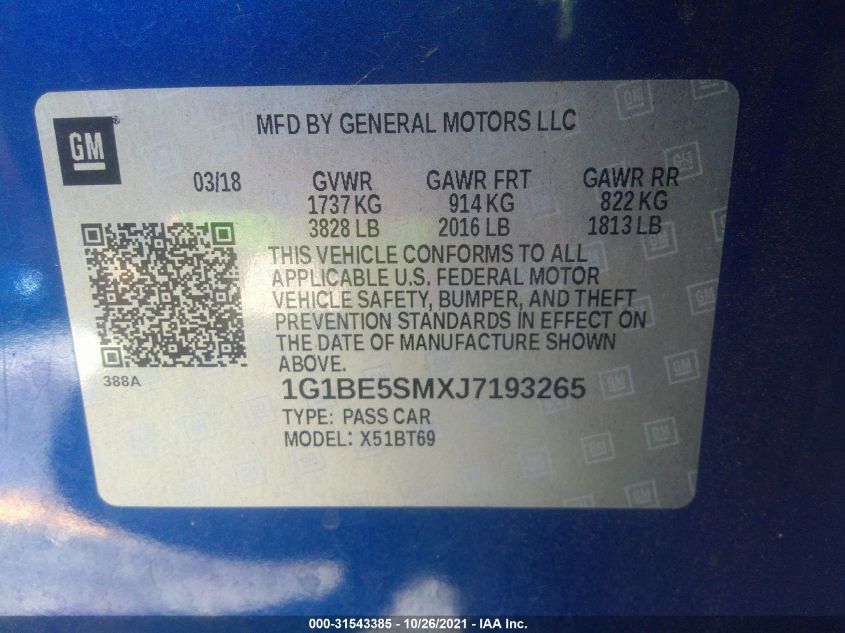 GM®
MFD BY GENERAL MOTORS LLC
03/18 GVWR GAWR FRT GAWR RR
1737 KG 914 KG 822 KG
3828 LB 2016 LB 1813 LB
THIS VEHICLE CONFORMS TO ALL
APPLICABLE U.S. FEDERAL MOTOR
VEHICLE SAFETY, BUMPER, AND THEFT
PREVENTION STANDARDS IN EFFECT ON
THE DATE OF MANUFACTURE SHOWN
ABOVE.
388A
1G1BE5SMXJ7193265
TYPE: PASS CAR
MODEL: X51BT69
000-31543385 - 10/26/2021 - IAA Inc.